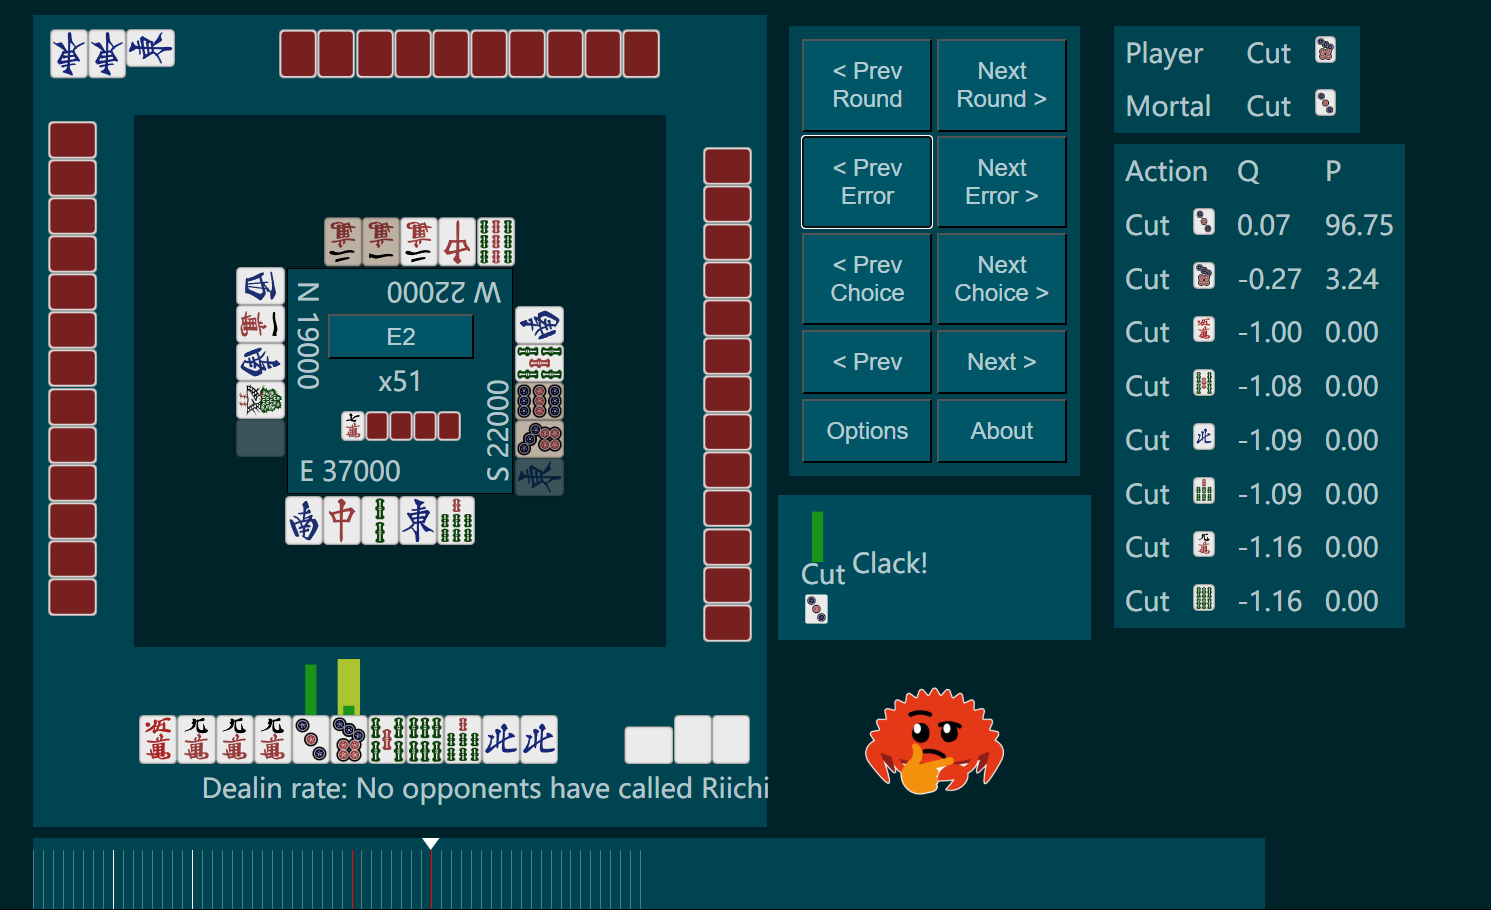 < Prev Round
Next Round >
< Prev Error
Next Error >
< Prev Choice
Next Choice >
< Prev
Next >
Options
About
Player Cut
Mortal Cut
Action Q P
Cut 0.07 96.75
Cut -0.27 3.24
Cut -1.00 0.00
Cut -1.08 0.00
Cut -1.09 0.00
Cut -1.09 0.00
Cut -1.16 0.00
Cut -1.16 0.00
W 22000
N 19000
E2
x51
S 22000
E 37000
Cut
Clack!
Dealin rate: No opponents have called Riichi